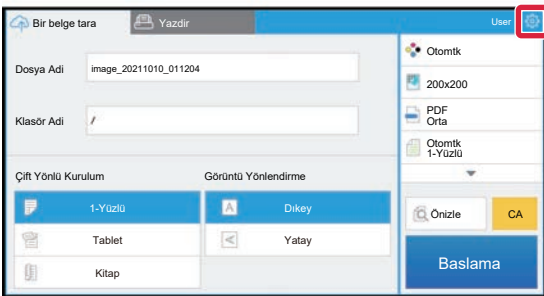 Bir belge tara
Yazdir
User
Dosya Adi
image_20211010_011204
Klasör Adi
/
Çift Yönlü Kurulum
Görüntü Yönlendirme
1-Yüzlü
Tablet
Kitap
A
Dıkey
Yatay
Otomtk
200x200
PDF
Orta
Otomtk
1-Yüzlü
Önizle
CA
Baslama